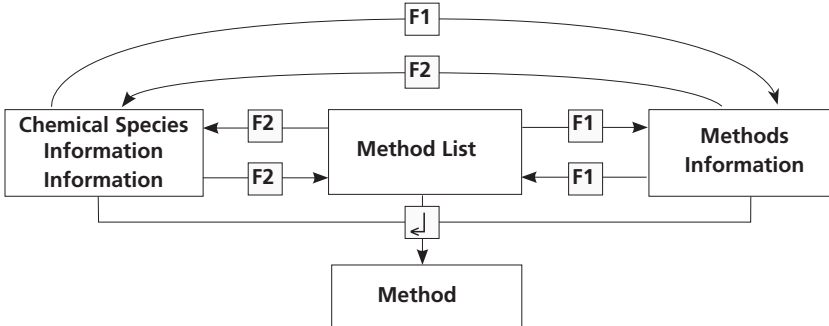 F1
F2
Chemical Species
Information
Information
F2
F2
Method List
F1
F1
Methods
Information
Method